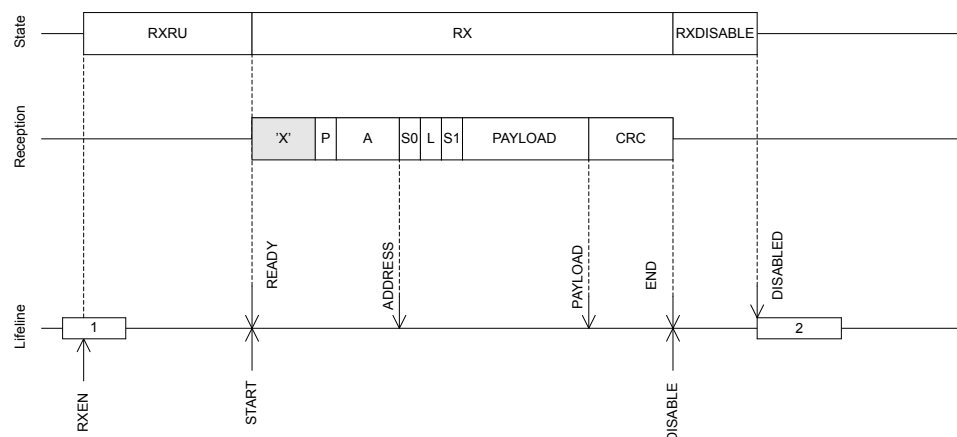 State
RXRU
RX
RXDISABLE
Reception
'X'
P
A
S0
L
S1
PAYLOAD
CRC
READY
ADDRESS
PAYLOAD
END
DISABLED
Lifeline
1
2
RXEN
START
DISABLE